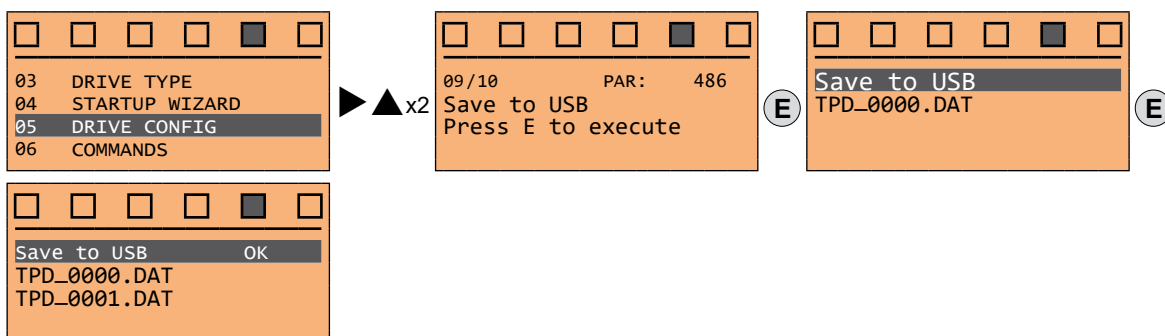 03 DRIVE TYPE
04 STARTUP WIZARD
05 DRIVE CONFIG
06 COMMANDS
x2
09/10 PAR: 486
Save to USB
Press E to execute
E
Save to USB
TPD_0000.DAT
E
Save to USB OK
TPD_0000.DAT
TPD_0001.DAT